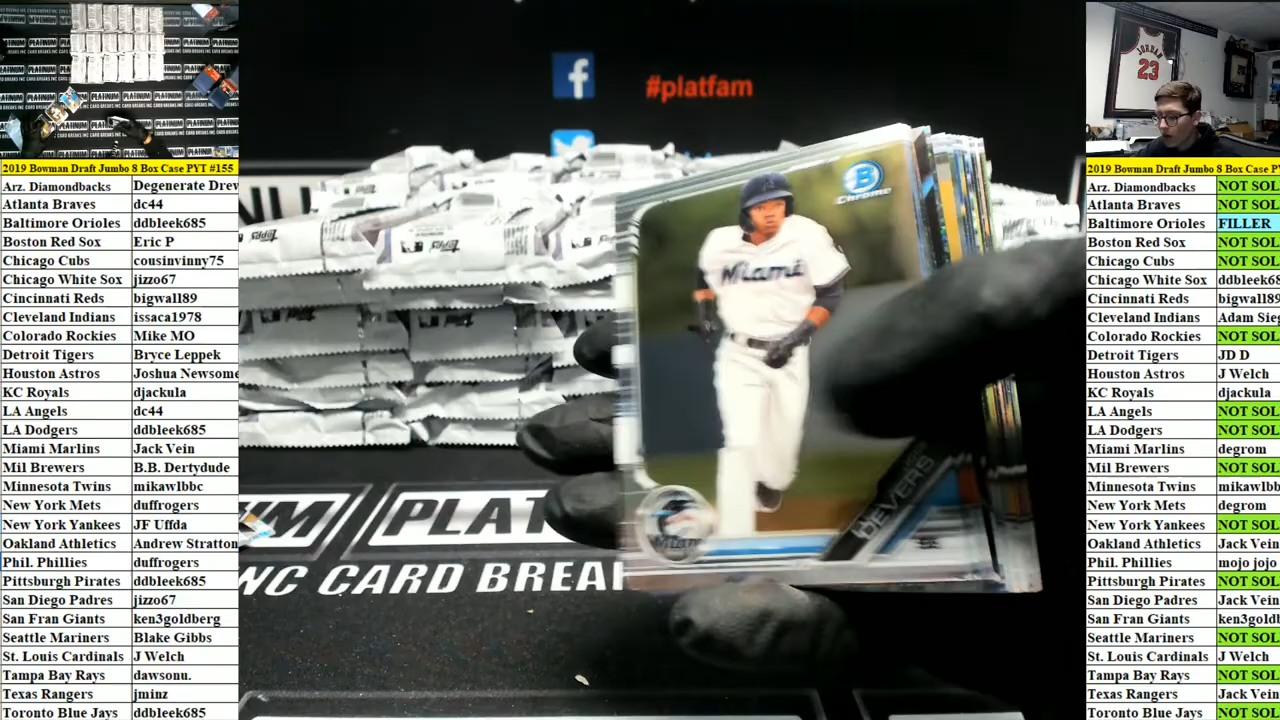 #platfam
JORDAN
23
2019 Bowman Draft Jumbo 8 Box Case PYT #155
Arz. Diamondbacks Degenerate Drew
Atlanta Braves dc44
Baltimore Orioles ddbleek685
Boston Red Sox Eric P
Chicago Cubs cousinvinny75
Chicago White Sox jizzo67
Cincinnati Reds bigwall89
Cleveland Indians issaca1978
Colorado Rockies Mike MO
Detroit Tigers Bryce Leppek
Houston Astros Joshua Newsome
KC Royals djackula
LA Angels dc44
LA Dodgers ddbleek685
Miami Marlins Jack Vein
Mil Brewers B.B. Dertydude
Minnesota Twins mikawlbbc
New York Mets duffrogers
New York Yankees JF Uffda
Oakland Athletics Andrew Stratton
Phil. Phillies duffrogers
Pittsburgh Pirates ddbleek685
San Diego Padres jizzo67
San Fran Giants ken3goldberg
Seattle Mariners Blake Gibbs
St. Louis Cardinals J Welch
Tampa Bay Rays dawsonu.
Texas Rangers jminz
Toronto Blue Jays ddbleek685
B
Chrome
Miami
DEVERS
Miami
UM PLAT
NC CARD BREA
2019 Bowman Draft Jumbo 8 Box Case PY
Arz. Diamondbacks NOT SOL
Atlanta Braves NOT SOL
Baltimore Orioles FILLER
Boston Red Sox NOT SOL
Chicago Cubs NOT SOL
Chicago White Sox ddbleek68
Cincinnati Reds bigwall89
Cleveland Indians Adam Sieg
Colorado Rockies NOT SOL
Detroit Tigers JD D
Houston Astros J Welch
KC Royals djackula
LA Angels NOT SOL
LA Dodgers NOT SOL
Miami Marlins degrom
Mil Brewers NOT SOL
Minnesota Twins mikawlbb
New York Mets degrom
New York Yankees NOT SOL
Oakland Athletics Jack Vein
Phil. Phillies mojo jojo
Pittsburgh Pirates NOT SOL
San Diego Padres Jack Vein
San Fran Giants ken3gold
Seattle Mariners NOT SOL
St. Louis Cardinals J Welch
Tampa Bay Rays NOT SOL
Texas Rangers Jack Vein
Toronto Blue Jays NOT SOL